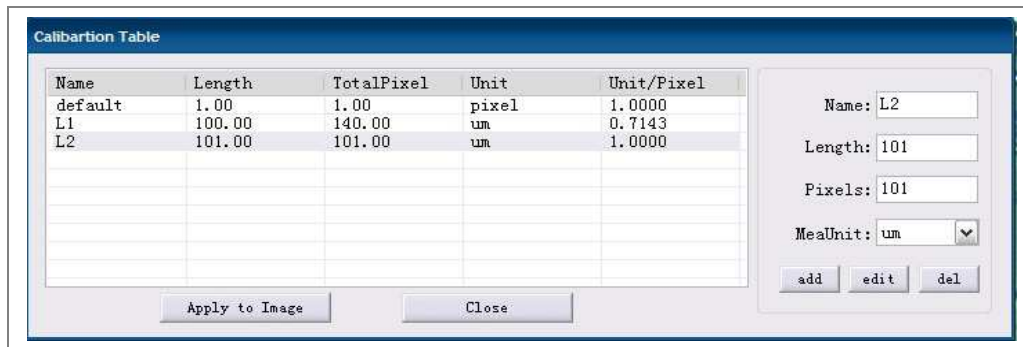 Calibartion Table
Name Length TotalPixel Unit Unit/Pixel
default 1.00 1.00 pixel 1.0000
L1 100.00 140.00 um 0.7143
L2 101.00 101.00 um 1.0000
Name: L2
Length: 101
Pixels: 101
MeaUnit: um
add edit del
Apply to Image Close